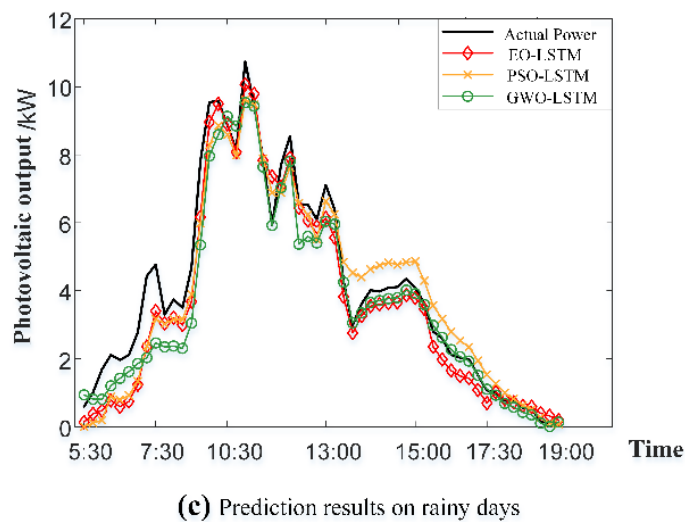 12
10
8
6
4
2
0
Photovoltaic output /kW
Actual Power
EO-LSTM
PSO-LSTM
GWO-LSTM
5:30 7:30 10:30 13:00 15:00 17:30 19:00
Time
(c) Prediction results on rainy days